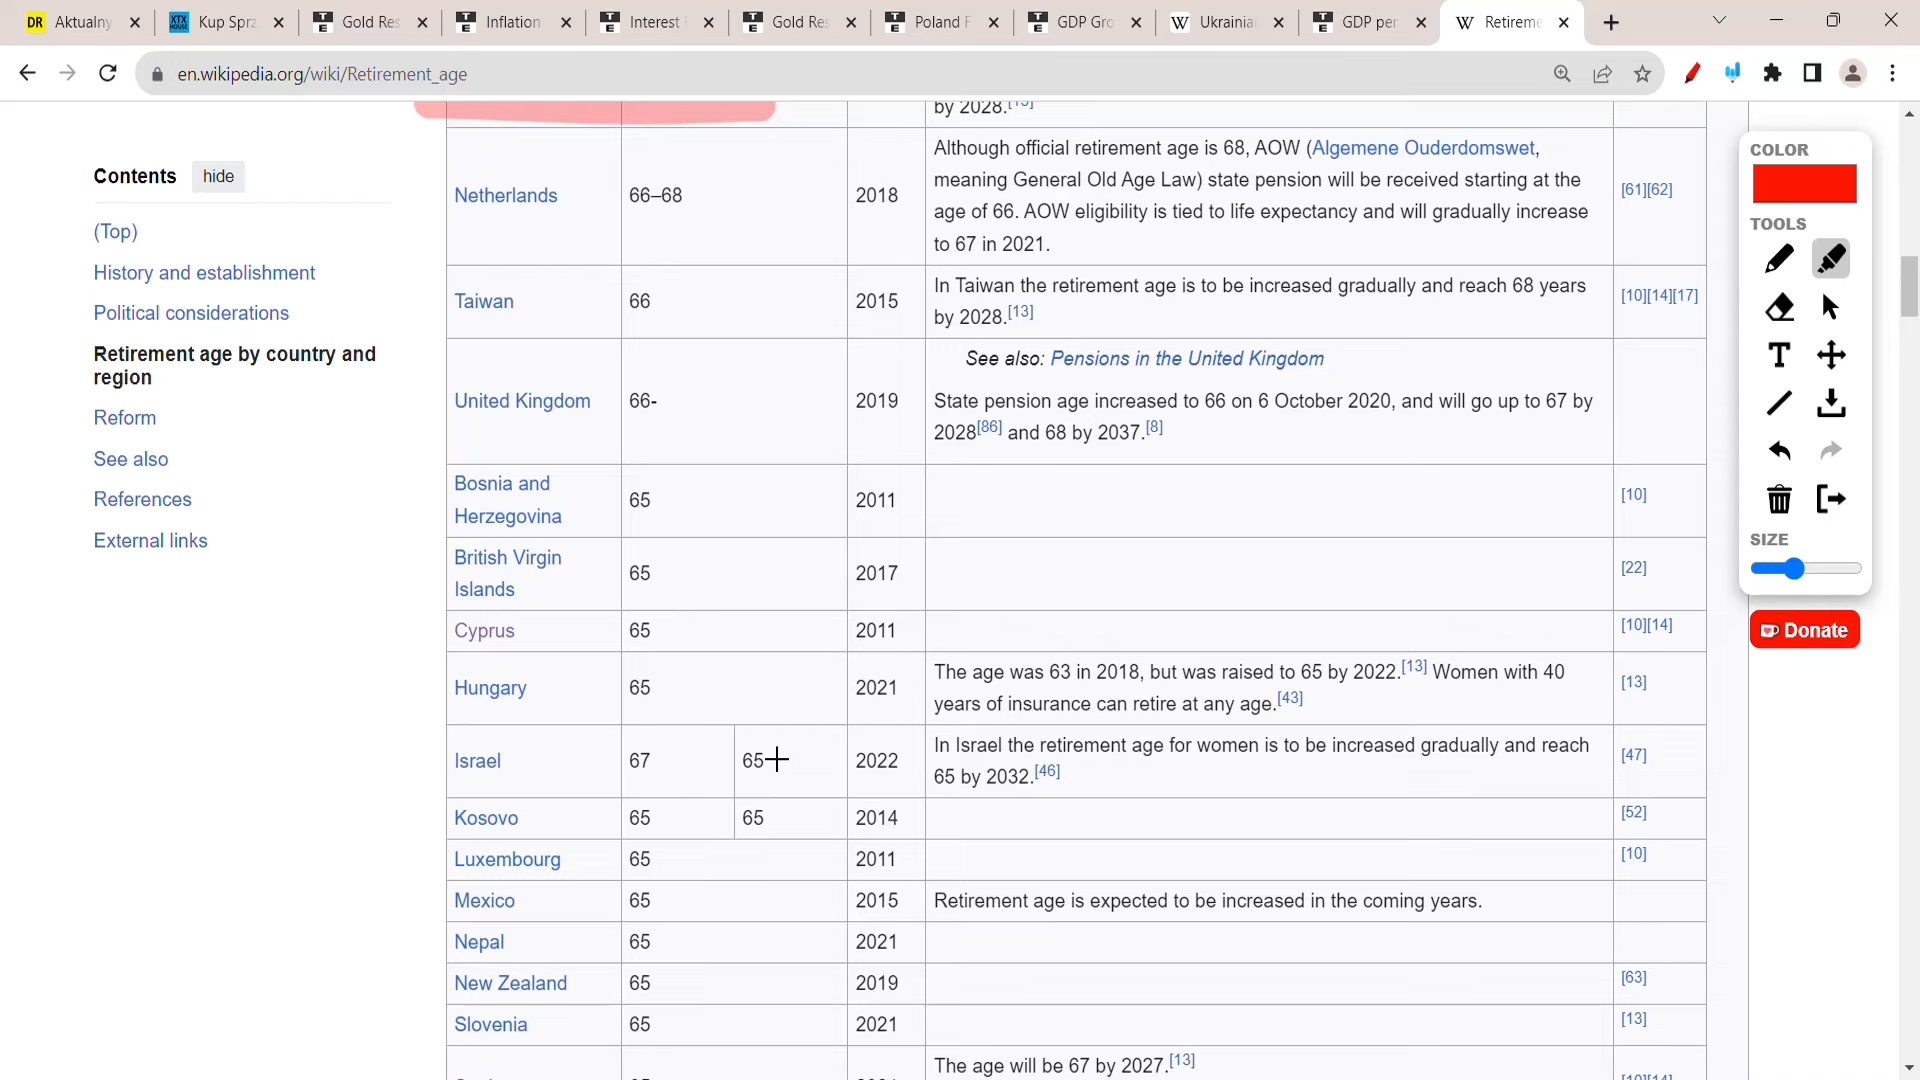 DR Aktualny
XTX HOUSE Kup Sprz
TE Gold Res
TE Inflation
TE Interest
TE Gold Res
TE Poland F
TE GDP Gro
W Ukrainia
TE GDP per
W Retireme
en.wikipedia.org/wiki/Retirement_age
Contents hide
(Top)
History and establishment
Political considerations
Retirement age by country and
region
Reform
See also
References
External links
by 2028.[13]
Netherlands 66–68 2018 Although official retirement age is 68, AOW (Algemene Ouderdomswet,
meaning General Old Age Law) state pension will be received starting at the
age of 66. AOW eligibility is tied to life expectancy and will gradually increase
to 67 in 2021. [61][62]
Taiwan 66 2015 In Taiwan the retirement age is to be increased gradually and reach 68 years
by 2028.[13] [10][14][17]
See also: Pensions in the United Kingdom
United Kingdom 66- 2019 State pension age increased to 66 on 6 October 2020, and will go up to 67 by
2028[86] and 68 by 2037.[8]
Bosnia and
Herzegovina 65 2011 [10]
British Virgin
Islands 65 2017 [22]
Cyprus 65 2011 [10][14]
Hungary 65 2021 The age was 63 in 2018, but was raised to 65 by 2022.[13] Women with 40
years of insurance can retire at any age.[43] [13]
Israel 67 65 2022 In Israel the retirement age for women is to be increased gradually and reach
65 by 2032.[46] [47]
Kosovo 65 65 2014 [52]
Luxembourg 65 2011 [10]
Mexico 65 2015 Retirement age is expected to be increased in the coming years.
Nepal 65 2021
New Zealand 65 2019 [63]
Slovenia 65 2021 [13]
The age will be 67 by 2027.[13]
COLOR
TOOLS
T
SIZE
Donate